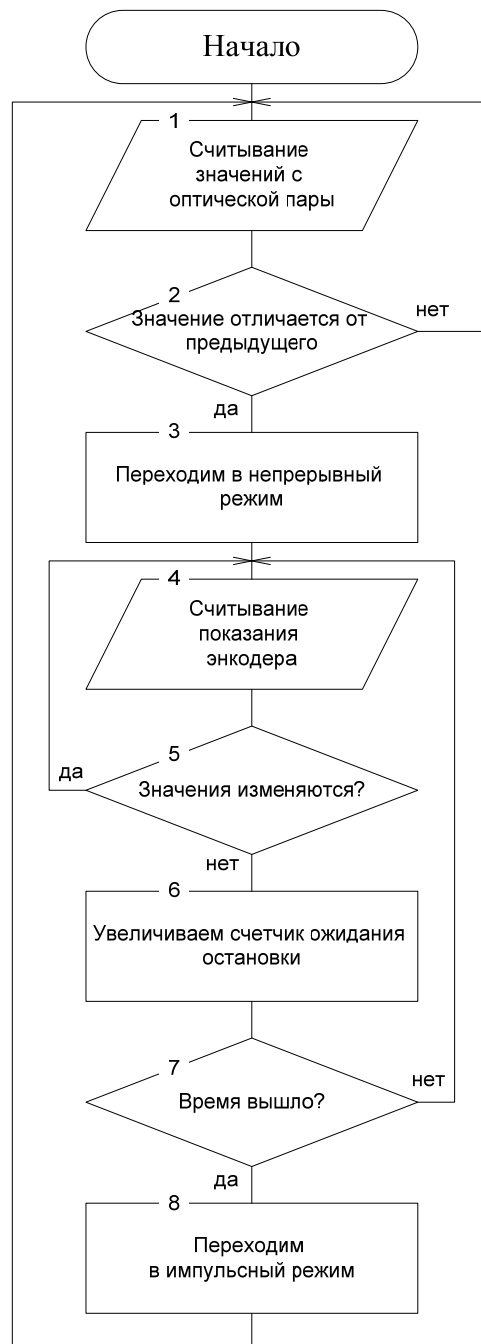 Начало
1
Считывание
значений с
оптической пары
2
Значение отличается от
предыдущего
нет
да
3
Переходим в непрерывный
режим
4
Считывание
показания
энкодера
5
Значения изменяются?
да
нет
6
Увеличиваем счетчик ожидания
остановки
7
Время вышло?
нет
да
8
Переходим
в импульсный режим